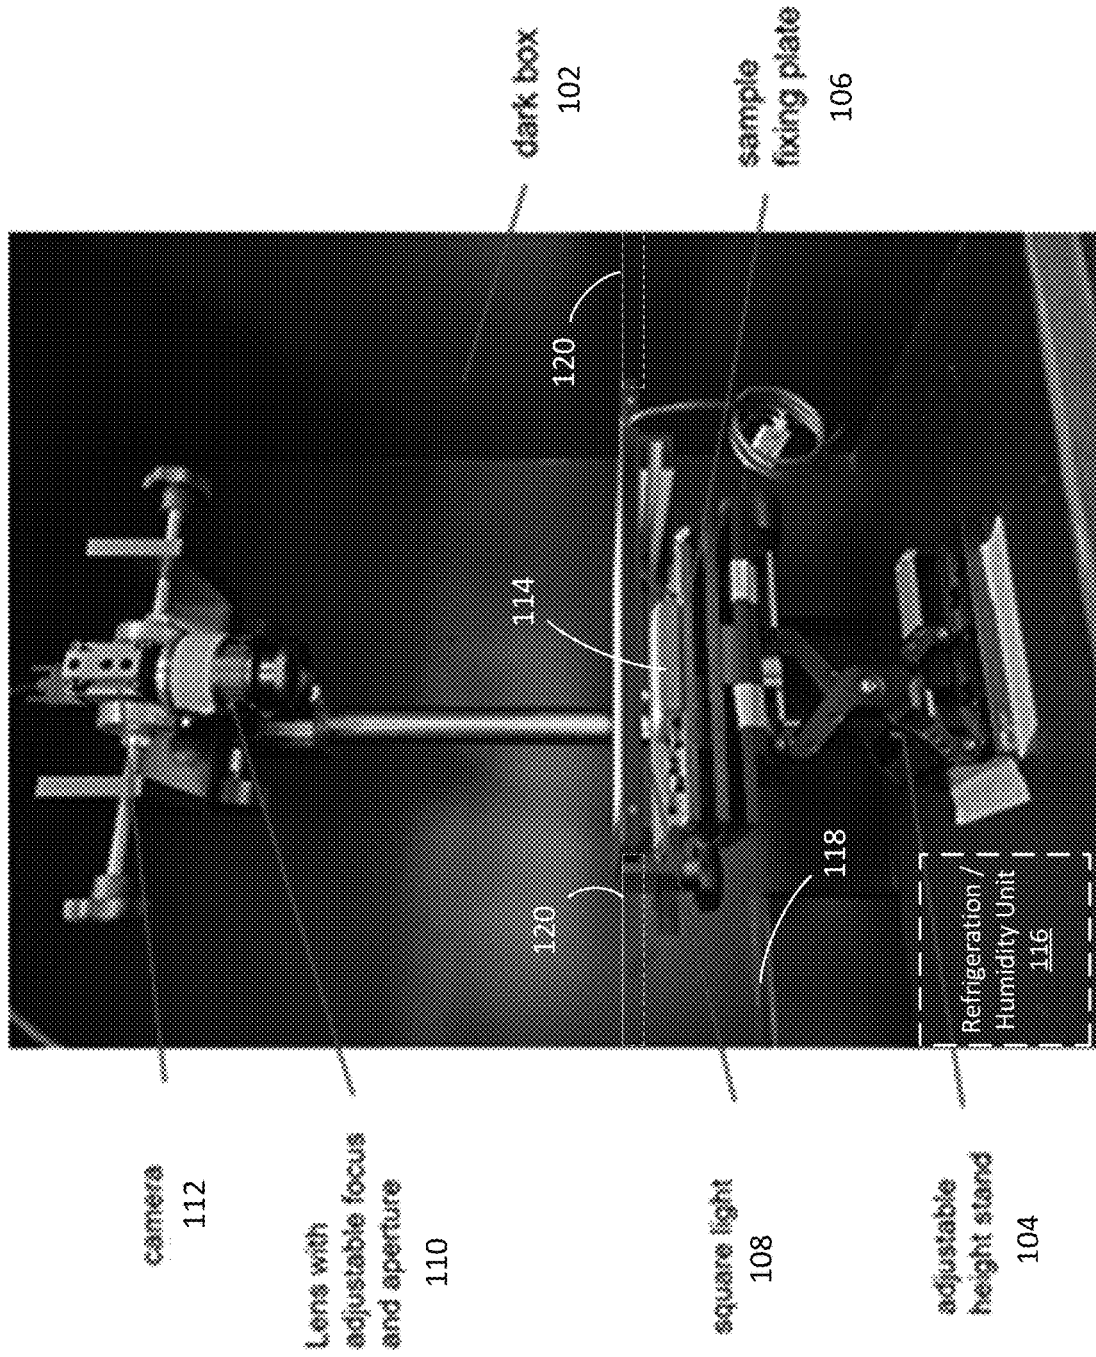 camera
112
Lens with
adjustable focus
and aperture
110
square light
108
adjustable
height stand
104
dark box
102
sample
fixing plate
106
120
114
120
118
Refrigeration /
Humidity Unit
116